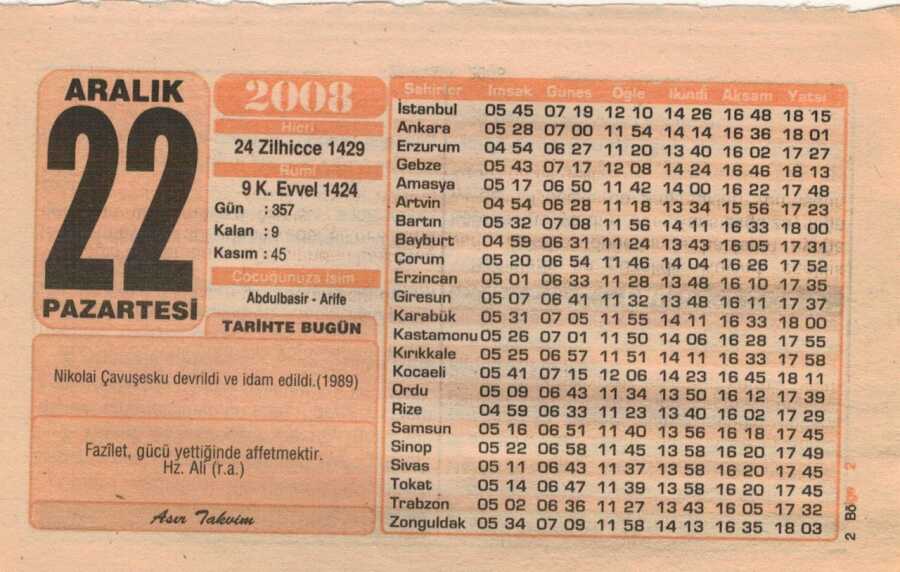 ARALIK
22
PAZARTESİ
2008
Hicri
24 Zilhicce 1429
Rumi
9 K. Evvel 1424
Gün : 357
Kalan : 9
Kasım : 45
Çocuğunuza İsim
Abdulbasir - Arife
TARİHTE BUGÜN
Nikolai Çavuşesku devrildi ve idam edildi.(1989)
Fazîlet, gücü yettiğinde affetmektir.
Hz. Ali (r.a.)
Asır Takvim
Şehirler İmsak Güneş Öğle İkindi Akşam Yatsı
İstanbul 05 45 07 19 12 10 14 26 16 48 18 15
Ankara 05 28 07 00 11 54 14 14 16 36 18 01
Erzurum 04 54 06 27 11 20 13 40 16 02 17 27
Gebze 05 43 07 17 12 08 14 24 16 46 18 13
Amasya 05 17 06 50 11 42 14 00 16 22 17 48
Artvin 04 54 06 28 11 18 13 34 15 56 17 23
Bartın 05 32 07 08 11 56 14 11 16 33 18 00
Bayburt 04 59 06 31 11 24 13 43 16 05 17 31
Çorum 05 20 06 54 11 46 14 04 16 26 17 52
Erzincan 05 01 06 33 11 28 13 48 16 10 17 35
Giresun 05 07 06 41 11 32 13 48 16 11 17 37
Karabük 05 31 07 05 11 55 14 11 16 33 18 00
Kastamonu 05 26 07 01 11 50 14 06 16 28 17 55
Kırıkkale 05 25 06 57 11 51 14 11 16 33 17 58
Kocaeli 05 41 07 15 12 06 14 23 16 45 18 11
Ordu 05 09 06 43 11 34 13 50 16 12 17 39
Rize 04 59 06 33 11 23 13 40 16 02 17 29
Samsun 05 16 06 51 11 40 13 56 16 18 17 45
Sinop 05 22 06 58 11 45 13 58 16 20 17 49
Sivas 05 11 06 43 11 37 13 58 16 20 17 45
Tokat 05 14 06 47 11 39 13 58 16 20 17 45
Trabzon 05 02 06 36 11 27 13 43 16 05 17 32
Zonguldak 05 34 07 09 11 58 14 13 16 35 18 03
2 Bölge 2